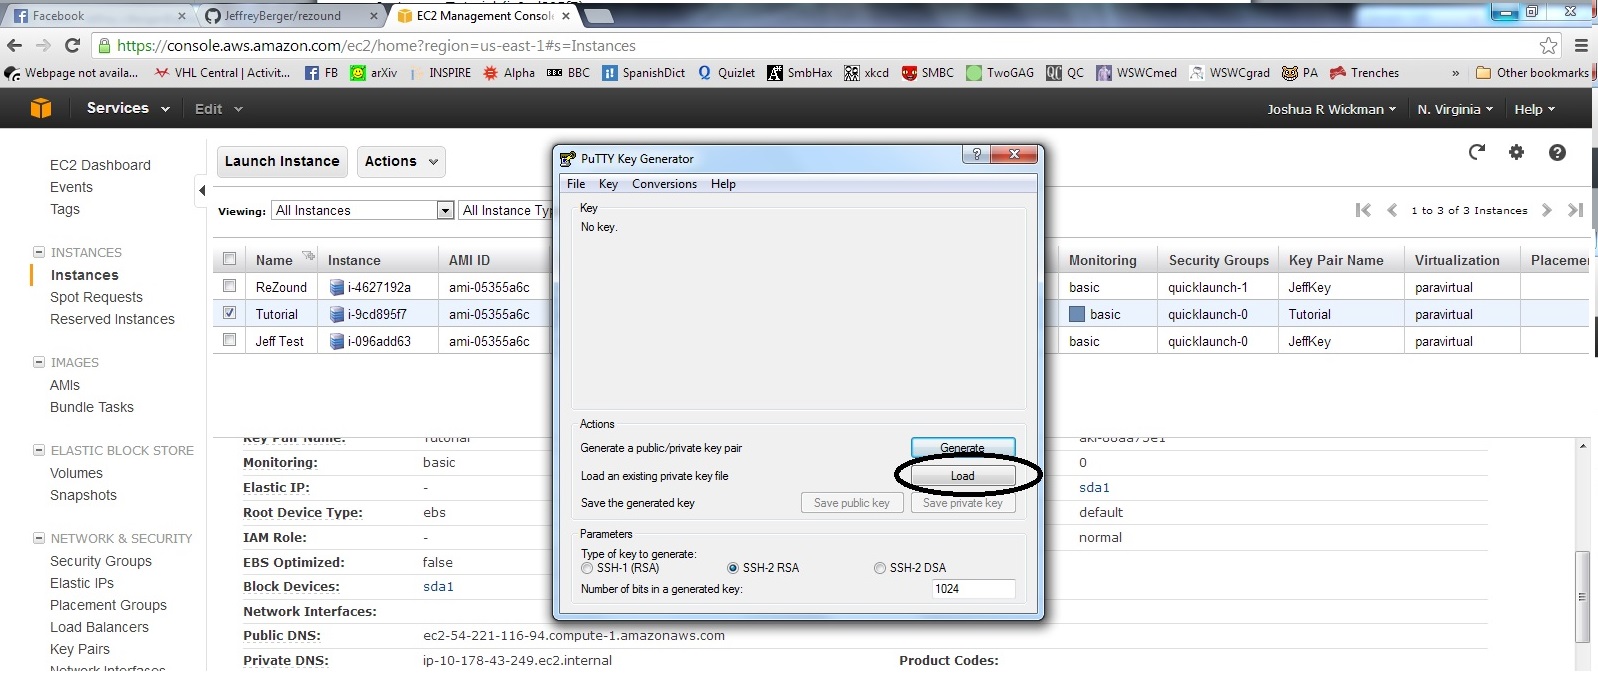 Facebook
JeffreyBerger/rezound
EC2 Management Consol
https://console.aws.amazon.com/ec2/home?region=us-east-1#s=Instances
Webpage not availa... VHL Central | Activit... FB arXiv INSPIRE Alpha BBC BBC SpanishDict Quizlet SmbHax xkcd SMBC TwoGAG QC QC WSWCmed WSWCgrad PA Trenches » Other bookmarks
Services Edit Joshua R Wickman N. Virginia Help
EC2 Dashboard
Events
Tags
INSTANCES
Instances
Spot Requests
Reserved Instances
IMAGES
AMIs
Bundle Tasks
ELASTIC BLOCK STORE
Volumes
Snapshots
NETWORK & SECURITY
Security Groups
Elastic IPs
Placement Groups
Load Balancers
Key Pairs
Network Interfaces
Launch Instance Actions
Viewing: All Instances All Instance Typ
1 to 3 of 3 Instances
Name Instance AMI ID Monitoring Security Groups Key Pair Name Virtualization Placemen
ReZound i-4627192a ami-05355a6c basic quicklaunch-1 JeffKey paravirtual
Tutorial i-9cd895f7 ami-05355a6c basic quicklaunch-0 Tutorial paravirtual
Jeff Test i-096add63 ami-05355a6c basic quicklaunch-0 JeffKey paravirtual
PuTTY Key Generator
File Key Conversions Help
Key
No key.
Actions
Generate a public/private key pair Generate
Load an existing private key file Load
Save the generated key Save public key Save private key
Parameters
Type of key to generate:
SSH-1 (RSA) SSH-2 RSA SSH-2 DSA
Number of bits in a generated key: 1024
Key Pair Name: Tutorial
Monitoring: basic 0
Elastic IP: - sda1
Root Device Type: ebs default
IAM Role: - normal
EBS Optimized: false
Block Devices: sda1
Network Interfaces:
Public DNS: ec2-54-221-116-94.compute-1.amazonaws.com
Private DNS: ip-10-178-43-249.ec2.internal Product Codes: